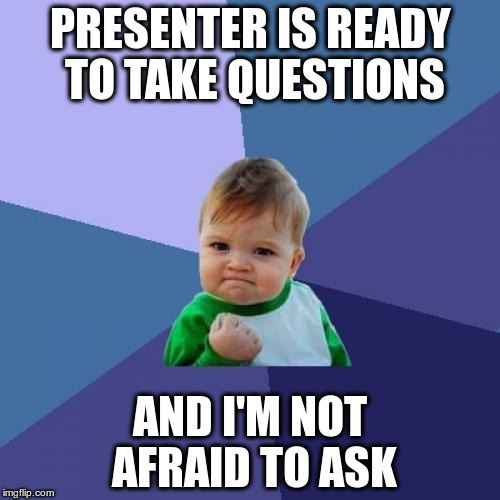 PRESENTER IS READY
TO TAKE QUESTIONS
AND I'M NOT
AFRAID TO ASK
imgflip.com